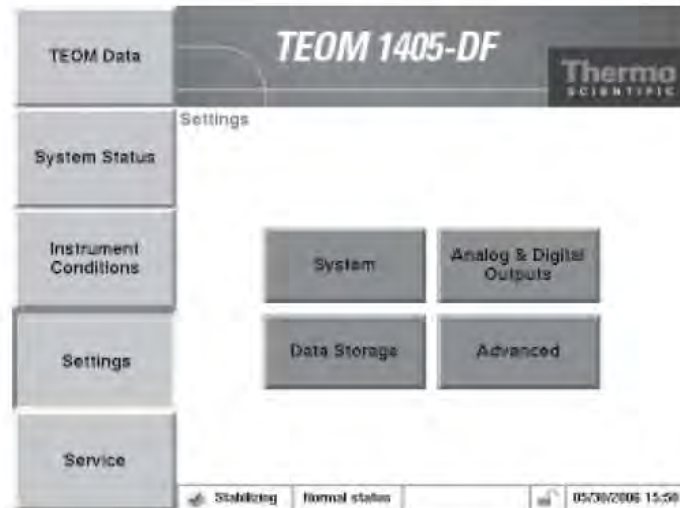 TEOM Data
TEOM 1405-DF
Thermo
SCIENTIFIC
Settings
System Status
Instrument
Conditions
System
Analog & Digital
Outputs
Settings
Data Storage
Advanced
Service
Stabilizing
Normal status
05/30/2006 15:50